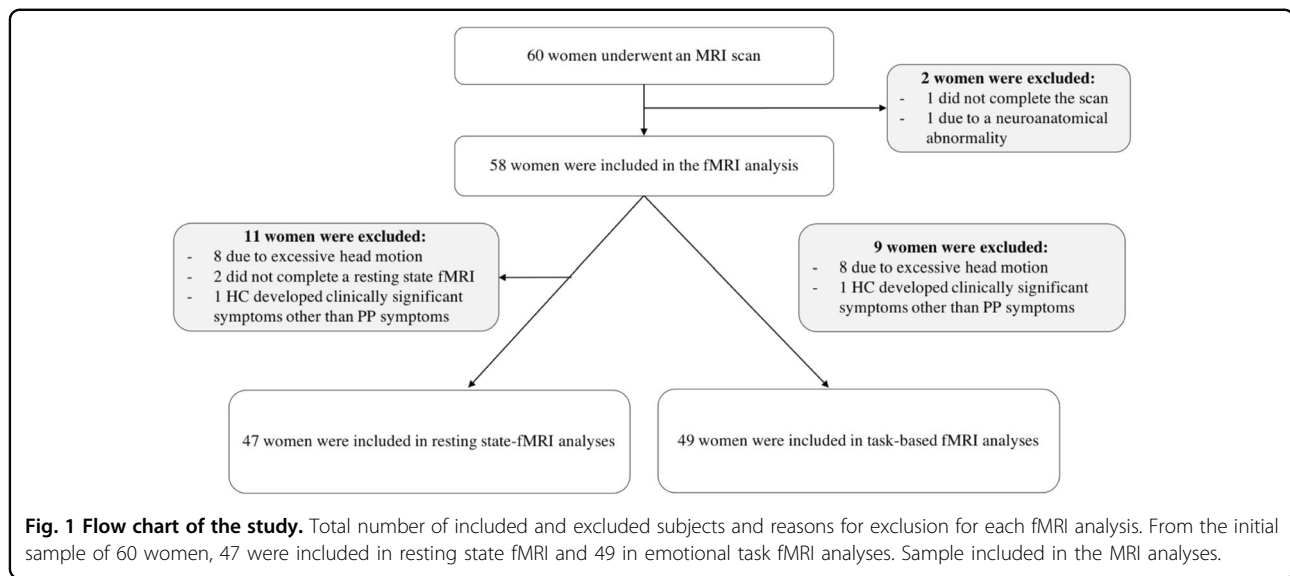 60 women underwent an MRI scan
2 women were excluded:
- 1 did not complete the scan
- 1 due to a neuroanatomical
abnormality
58 women were included in the fMRI analysis
11 women were excluded:
- 8 due to excessive head motion
- 2 did not complete a resting state fMRI
- 1 HC developed clinically significant
symptoms other than PP symptoms
9 women were excluded:
- 8 due to excessive head motion
- 1 HC developed clinically significant
symptoms other than PP symptoms
47 women were included in resting state-fMRI analyses
49 women were included in task-based fMRI analyses
Fig. 1 Flow chart of the study. Total number of included and excluded subjects and reasons for exclusion for each fMRI analysis. From the initial
sample of 60 women, 47 were included in resting state fMRI and 49 in emotional task fMRI analyses. Sample included in the MRI analyses.